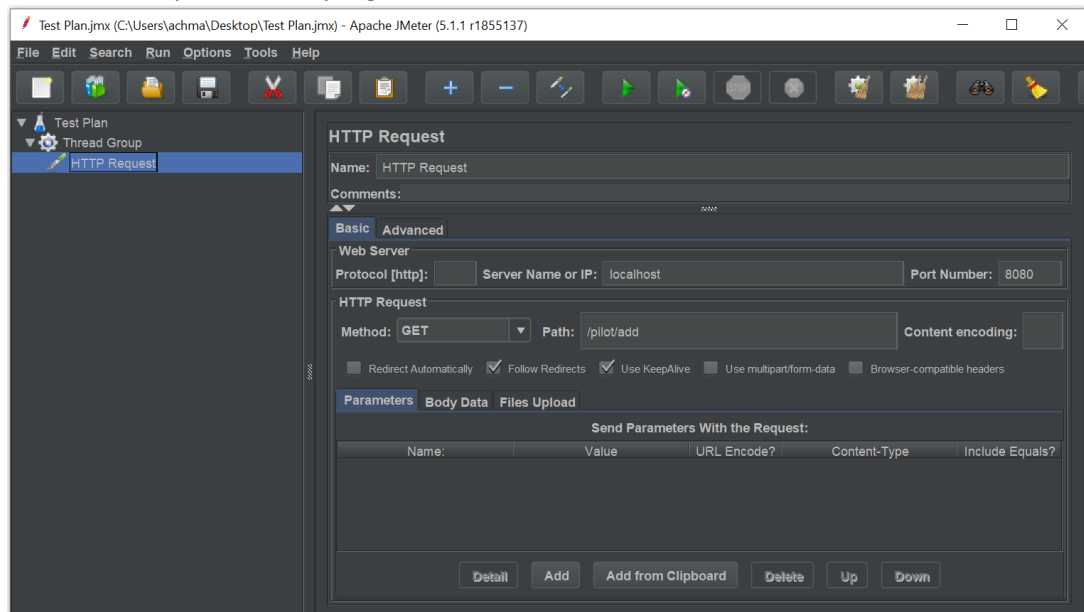 Test Plan.jmx (C:\Users\achma\Desktop\Test Plan.jmx) - Apache JMeter (5.1.1 r1855137)
File Edit Search Run Options Tools Help
Test Plan
Thread Group
HTTP Request
HTTP Request
Name: HTTP Request
Comments:
Basic Advanced
Web Server
Protocol [http]: Server Name or IP: localhost Port Number: 8080
HTTP Request
Method: GET Path: /pilot/add Content encoding:
Redirect Automatically Follow Redirects Use KeepAlive Use multipart/form-data Browser-compatible headers
Parameters Body Data Files Upload
Send Parameters With the Request:
Name: Value URL Encode? Content-Type Include Equals?
Detail Add Add from Clipboard Delete Up Down